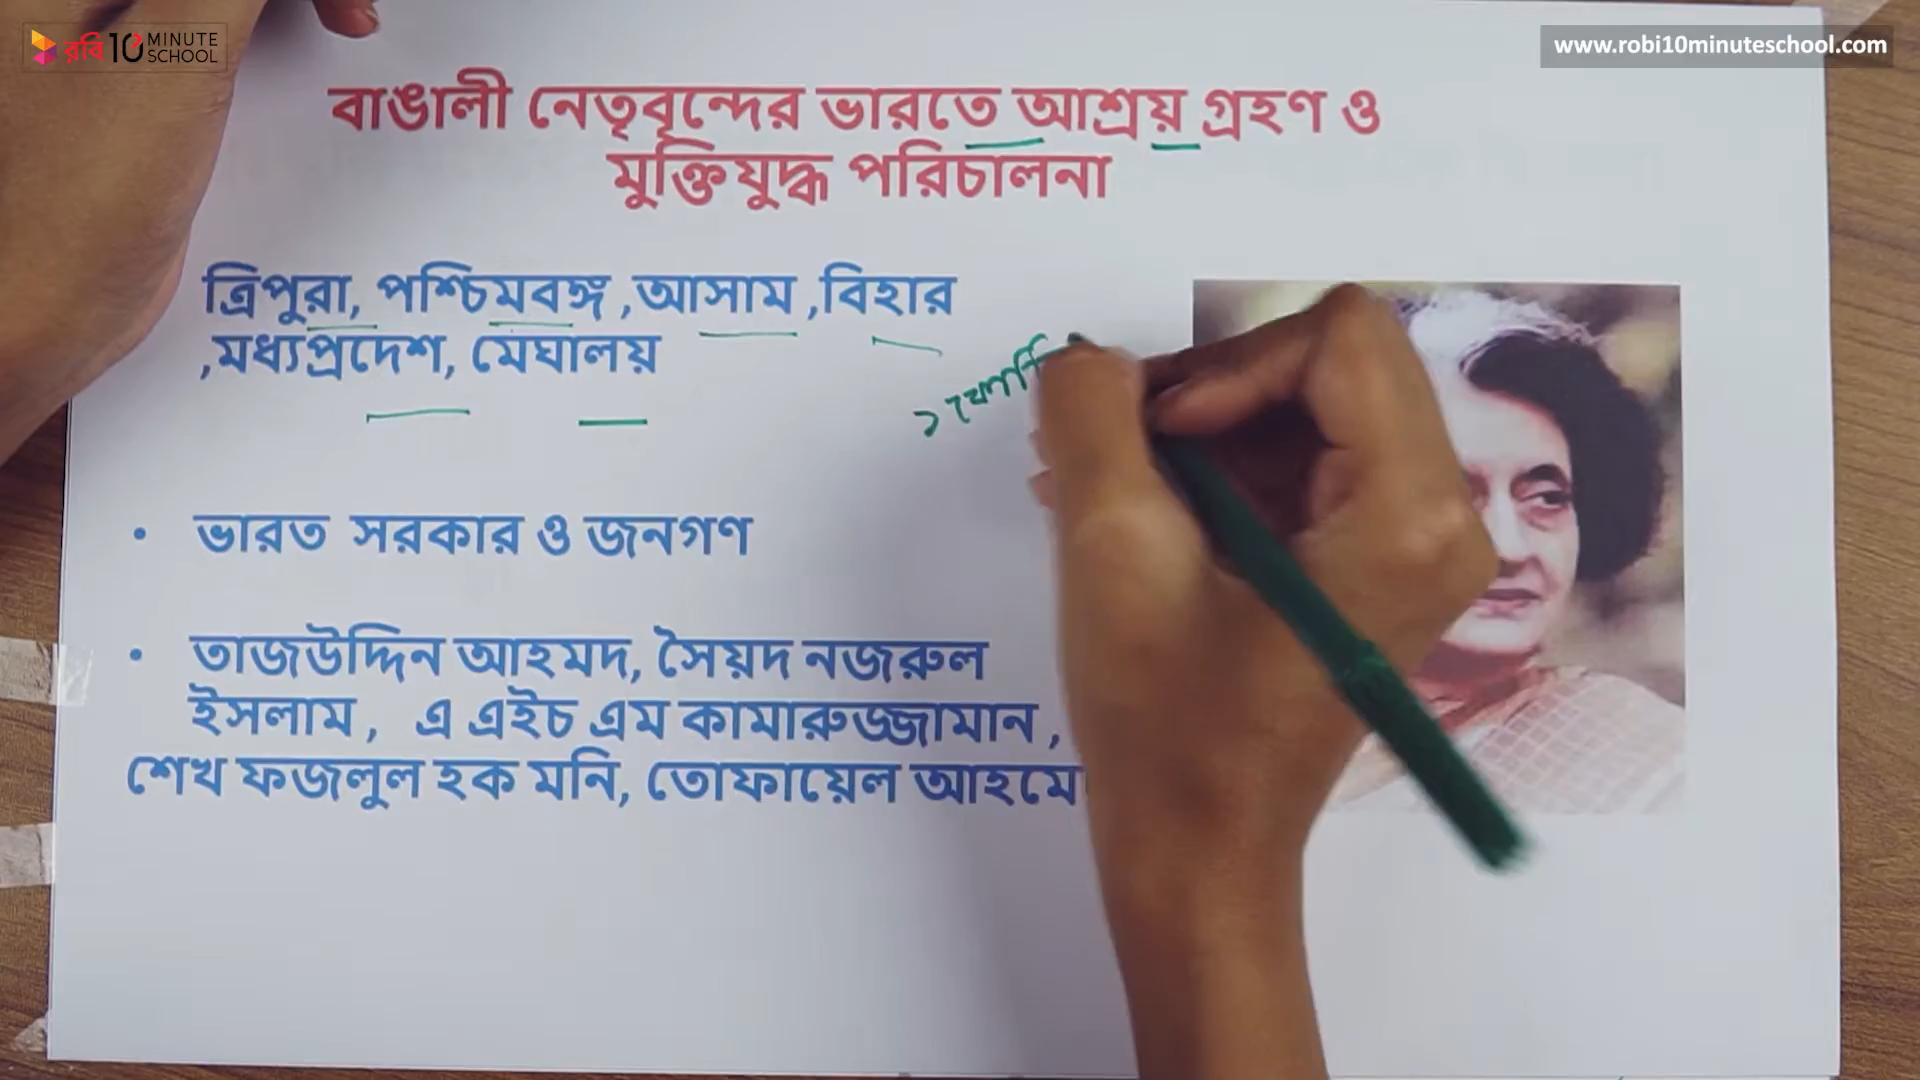 রবি 10 MINUTE SCHOOL
www.robi10minuteschool.com
বাঙালী নেতৃবৃন্দের ভারতে আশ্রয় গ্রহণ ও
মুক্তিযুদ্ধ পরিচালনা
ত্রিপুরা, পশ্চিমবঙ্গ ,আসাম ,বিহার
,মধ্যপ্রদেশ, মেঘালয়
• ভারত সরকার ও জনগণ
• তাজউদ্দিন আহমদ, সৈয়দ নজরুল
ইসলাম , এ এইচ এম কামারুজ্জামান ,
শেখ ফজলুল হক মনি, তোফায়েল